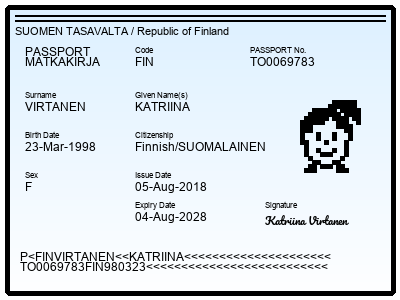 SUOMEN TASAVALTA / Republic of Finland
PASSPORT
MATKAKIRJA
Code
FIN
PASSPORT No.
TO0069783
Surname
VIRTANEN
Given Name(s)
KATRIINA
Birth Date
23-Mar-1998
Citizenship
Finnish/SUOMALAINEN
Sex
F
Issue Date
05-Aug-2018
Expiry Date
04-Aug-2028
Signature
Katriina Virtanen
P<FINVIRTANEN<<KATRIINA<<<<<<<<<<<<<<<<<<<<<
TO0069783FIN980323<<<<<<<<<<<<<<<<<<<<<<<<<<